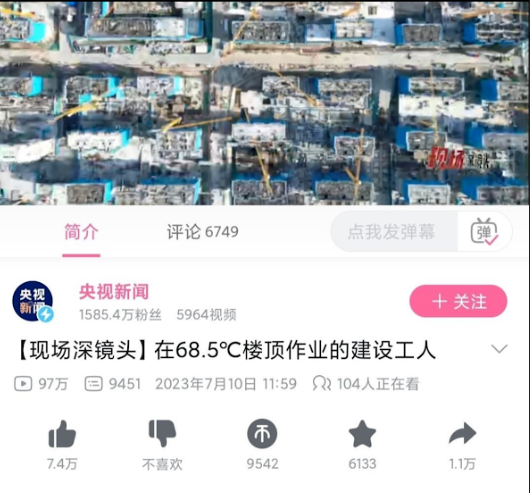 现场深镜头
简介
评论 6749
点我发弹幕
弹
央视新闻
央视新闻
1585.4万粉丝 5964视频
+ 关注
【现场深镜头】在68.5℃楼顶作业的建设工人
97万 9451 2023年7月10日 11:59 104人正在看
7.4万
不喜欢
9542
6133
1.1万